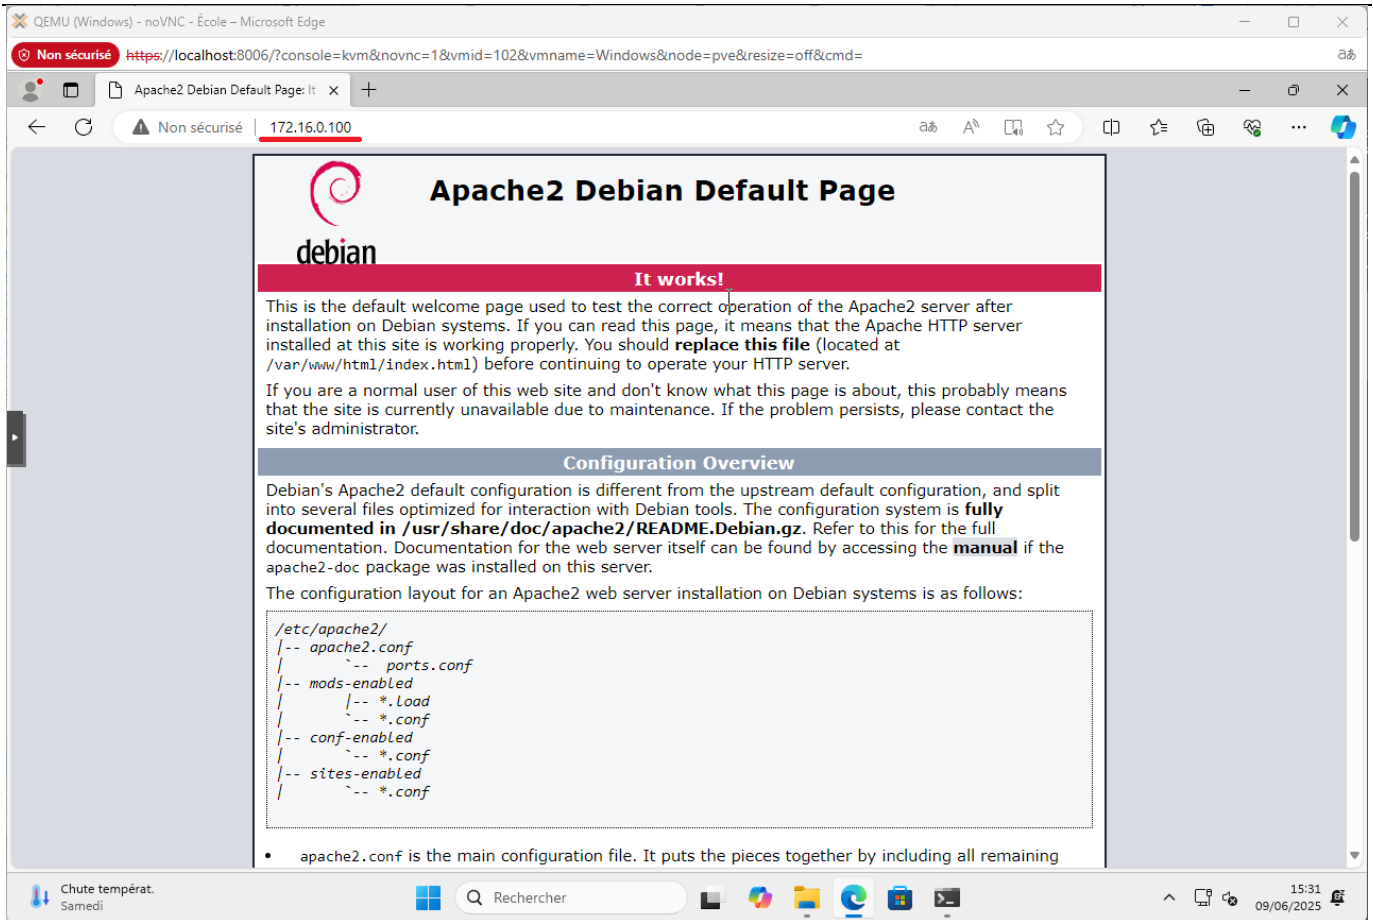 QEMU (Windows) - noVNC - École – Microsoft Edge
Non sécurisé https://localhost:8006/?console=kvm&novnc=1&vmid=102&vmname=Windows&node=pve&resize=off&cmd=
Apache2 Debian Default Page: It
Non sécurisé 172.16.0.100
Apache2 Debian Default Page
debian
It works!
This is the default welcome page used to test the correct operation of the Apache2 server after
installation on Debian systems. If you can read this page, it means that the Apache HTTP server
installed at this site is working properly. You should replace this file (located at
/var/www/html/index.html) before continuing to operate your HTTP server.
If you are a normal user of this web site and don't know what this page is about, this probably means
that the site is currently unavailable due to maintenance. If the problem persists, please contact the
site's administrator.
Configuration Overview
Debian's Apache2 default configuration is different from the upstream default configuration, and split
into several files optimized for interaction with Debian tools. The configuration system is fully
documented in /usr/share/doc/apache2/README.Debian.gz. Refer to this for the full
documentation. Documentation for the web server itself can be found by accessing the manual if the
apache2-doc package was installed on this server.
The configuration layout for an Apache2 web server installation on Debian systems is as follows:
/etc/apache2/
|-- apache2.conf
|       `--  ports.conf
|-- mods-enabled
|       |-- *.load
|       `-- *.conf
|-- conf-enabled
|       `-- *.conf
|-- sites-enabled
|       `-- *.conf
• apache2.conf is the main configuration file. It puts the pieces together by including all remaining
Chute températ.
Samedi
Rechercher
15:31
09/06/2025